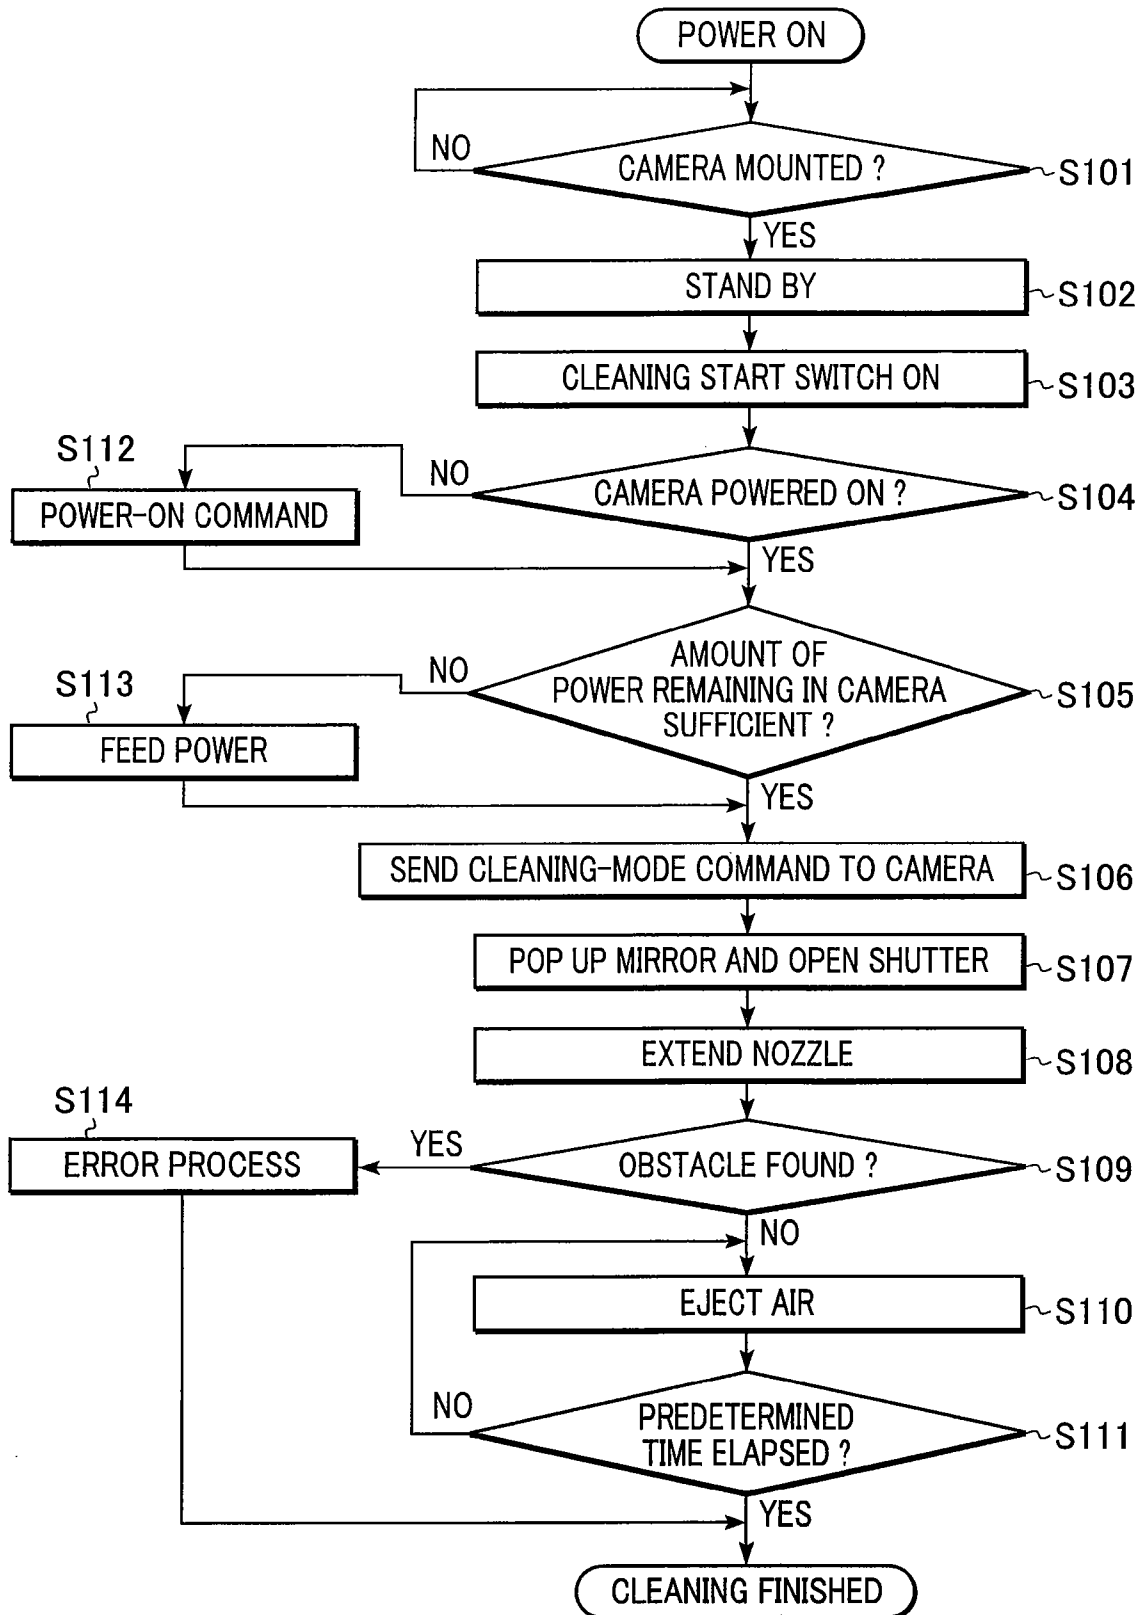 POWER ON
NO
CAMERA MOUNTED ?
S101
YES
STAND BY
S102
CLEANING START SWITCH ON
S103
S112
NO
CAMERA POWERED ON ?
S104
POWER-ON COMMAND
YES
AMOUNT OF
POWER REMAINING IN CAMERA
SUFFICIENT ?
NO
S105
S113
FEED POWER
YES
SEND CLEANING-MODE COMMAND TO CAMERA
S106
POP UP MIRROR AND OPEN SHUTTER
S107
EXTEND NOZZLE
S108
S114
ERROR PROCESS
YES
OBSTACLE FOUND ?
S109
NO
EJECT AIR
S110
NO
PREDETERMINED
TIME ELAPSED ?
S111
YES
CLEANING FINISHED